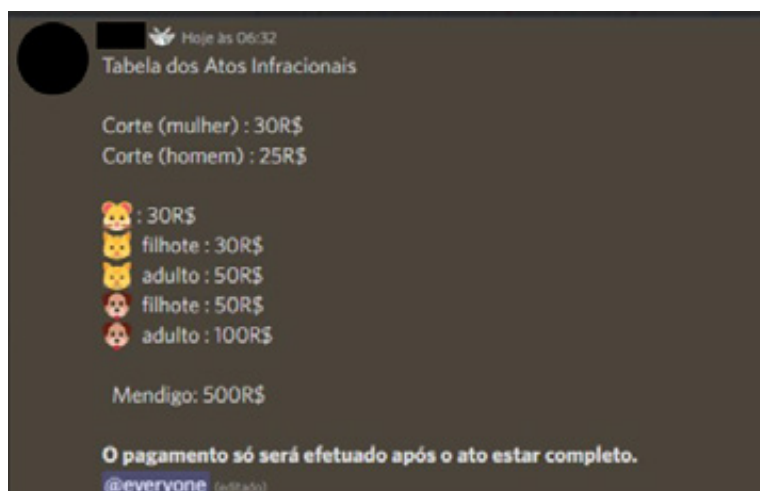 Hoje às 06:32
Tabela dos Atos Infracionais
Corte (mulher) : 30R$
Corte (homem) : 25R$
🐹 : 30R$
🐱 filhote : 30R$
🐱 adulto : 50R$
🐶 filhote : 50R$
🐶 adulto : 100R$
Mendigo: 500R$
O pagamento só será efetuado após o ato estar completo.
@everyone (editado)